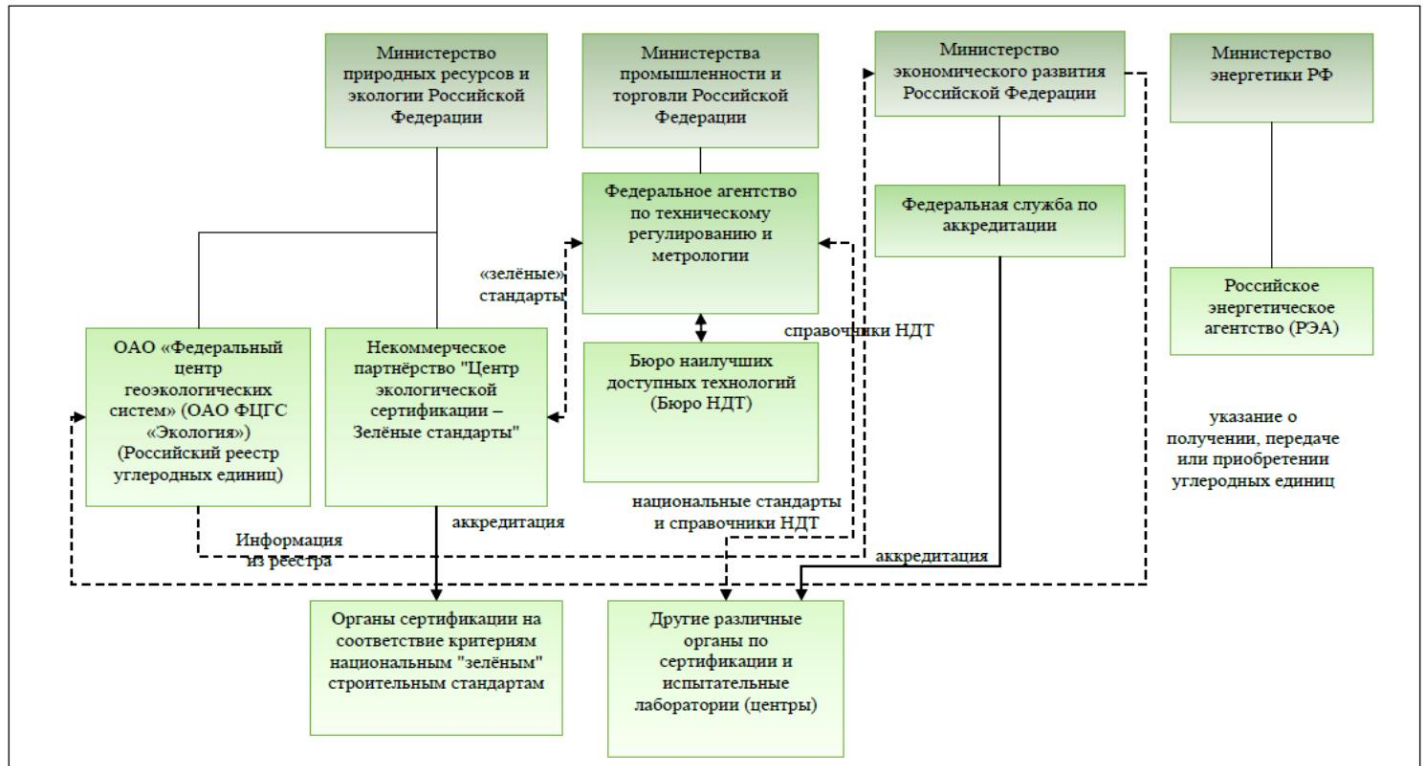 Министерство
природных ресурсов и
экологии Российской
Федерации
Министерства
промышленности и
торговли Российской
Федерации
Министерство
экономического развития
Российской Федерации
Министерство
энергетики РФ
Федеральное агентство
по техническому
регулированию и
метрологии
Федеральная служба по
аккредитации
«зелёные»
стандарты
Российское
энергетическое
агентство (РЭА)
справочники НДТ
ОАО «Федеральный
центр
геоэкологических
систем» (ОАО ФЦГС
«Экология»)
(Российский реестр
углеродных единиц)
Некоммерческое
партнёрство "Центр
экологической
сертификации –
Зелёные стандарты"
Бюро наилучших
доступных технологий
(Бюро НДТ)
указание о
получении, передаче
или приобретении
углеродных единиц
национальные стандарты
и справочники НДТ
аккредитация
Информация
из реестра
аккредитация
Органы сертификации на
соответствие критериям
национальным "зелёным"
строительным стандартам
Другие различные
органы по
сертификации и
испытательные
лаборатории (центры)